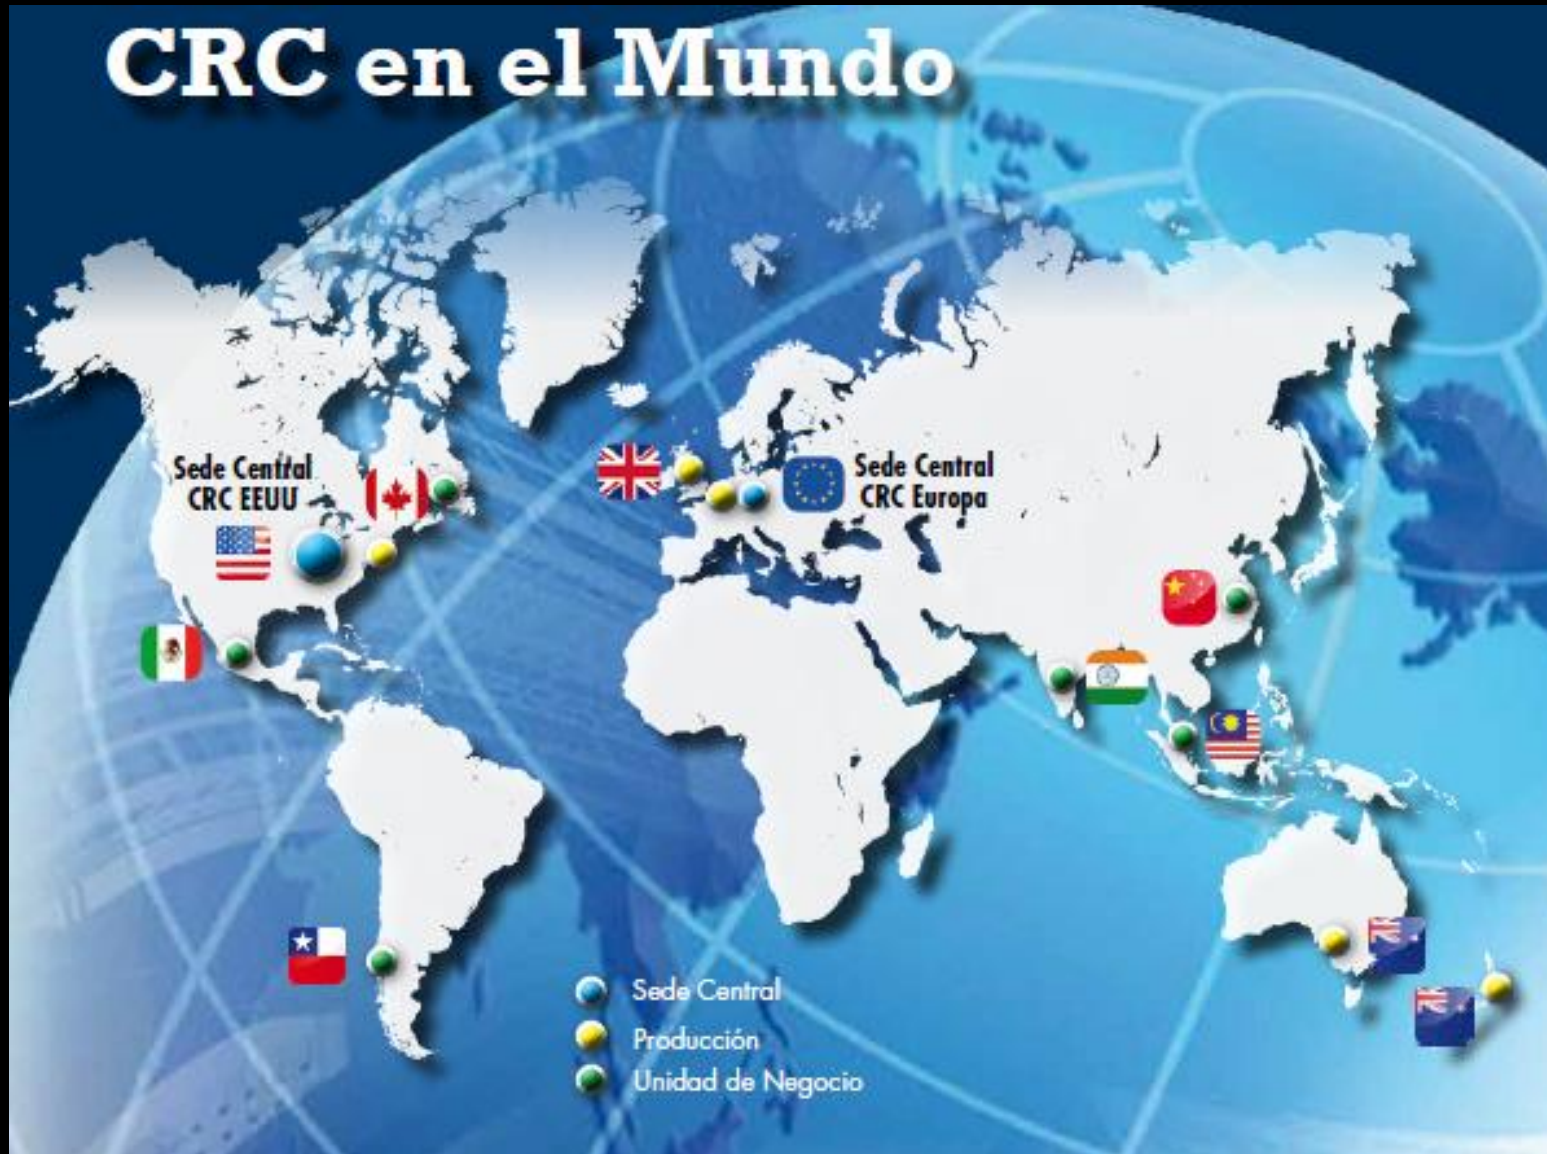 CRC en el Mundo
Sede Central
CRC EEUU
Sede Central
CRC Europa
Sede Central
Producción
Unidad de Negocio